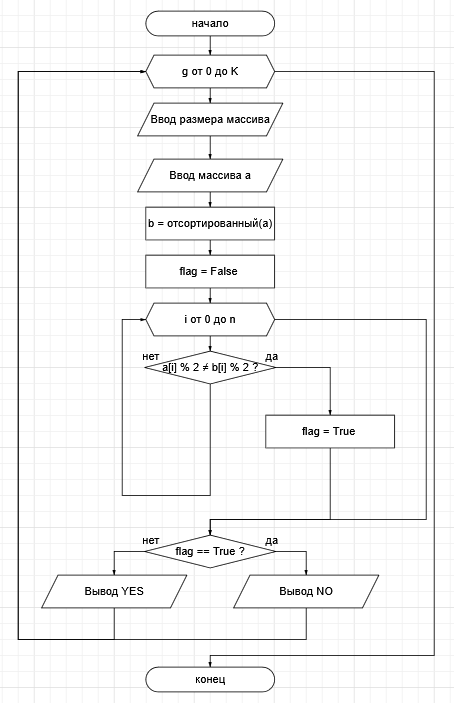 начало
g от 0 до K
Ввод размера массива
Ввод массива a
b = отсортированный(a)
flag = False
i от 0 до n
нет
да
a[i] % 2 ≠ b[i] % 2 ?
flag = True
нет
да
flag == True ?
Вывод YES
Вывод NO
конец